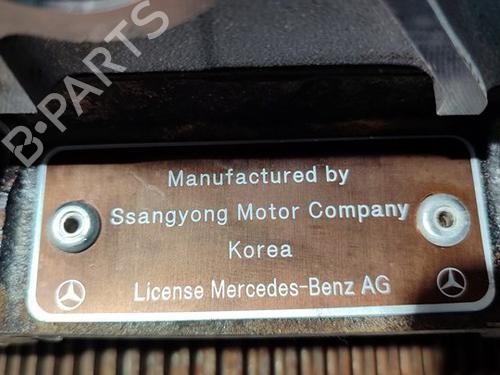 B·PARTS
Manufactured by
Ssangyong Motor Company
Korea
License Mercedes-Benz AG